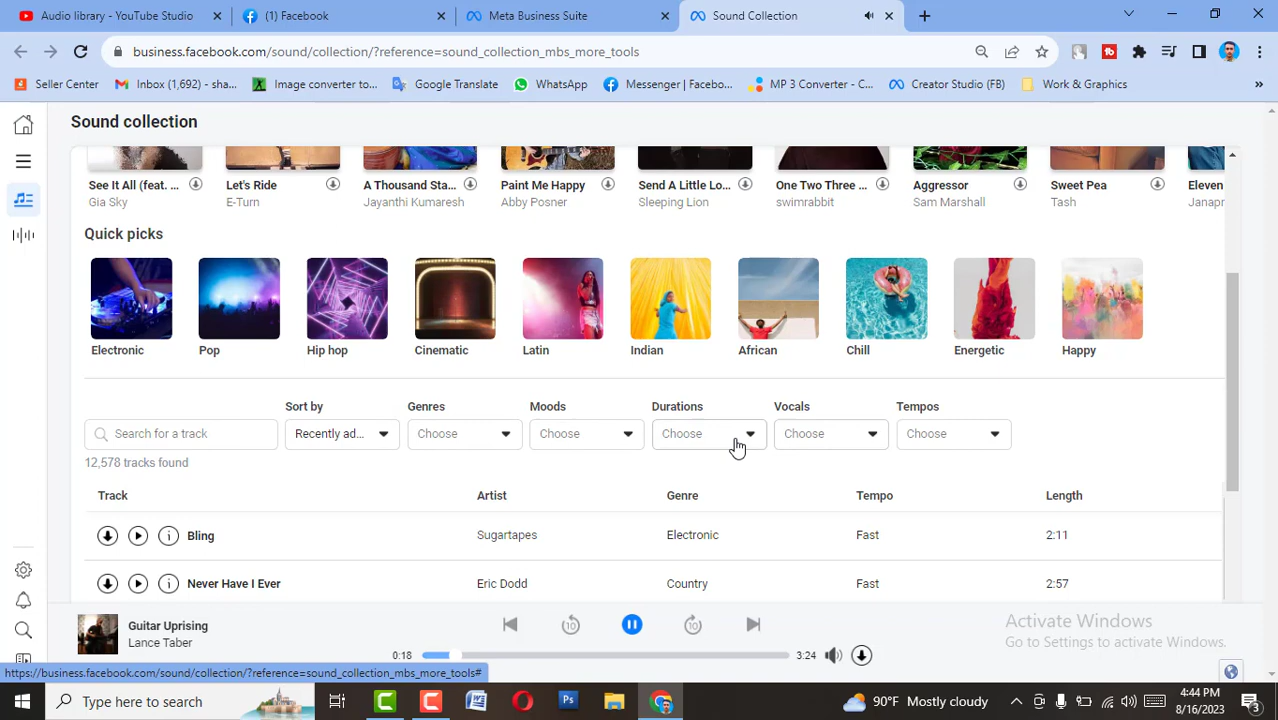 Audio library - YouTube Studio
(1) Facebook
Meta Business Suite
Sound Collection
business.facebook.com/sound/collection/?reference=sound_collection_mbs_more_tools
Seller Center
Inbox (1,692) - sha...
Image converter to...
Google Translate
WhatsApp
Messenger | Facebo...
MP 3 Converter - C...
Creator Studio (FB)
Work & Graphics
»
Sound collection
See It All (feat. ...
Let's Ride
A Thousand Sta...
Paint Me Happy
Send A Little Lo...
One Two Three ...
Aggressor
Sweet Pea
Eleven
Gia Sky
E-Turn
Jayanthi Kumaresh
Abby Posner
Sleeping Lion
swimrabbit
Sam Marshall
Tash
Janapr
Quick picks
Electronic
Pop
Hip hop
Cinematic
Latin
Indian
African
Chill
Energetic
Happy
Sort by
Genres
Moods
Durations
Vocals
Tempos
Search for a track
Recently ad...
Choose
Choose
Choose
Choose
Choose
12,578 tracks found
Track Artist Genre Tempo Length
Bling Sugartapes Electronic Fast 2:11
Never Have I Ever Eric Dodd Country Fast 2:57
Guitar Uprising
Lance Taber
10
10
0:18
3:24
Activate Windows
Go to Settings to activate Windows.
https://business.facebook.com/sound/collection/?reference=sound_collection_mbs_more_tools#
Type here to search
Ps
90°F Mostly cloudy
4:44 PM
8/16/2023
3